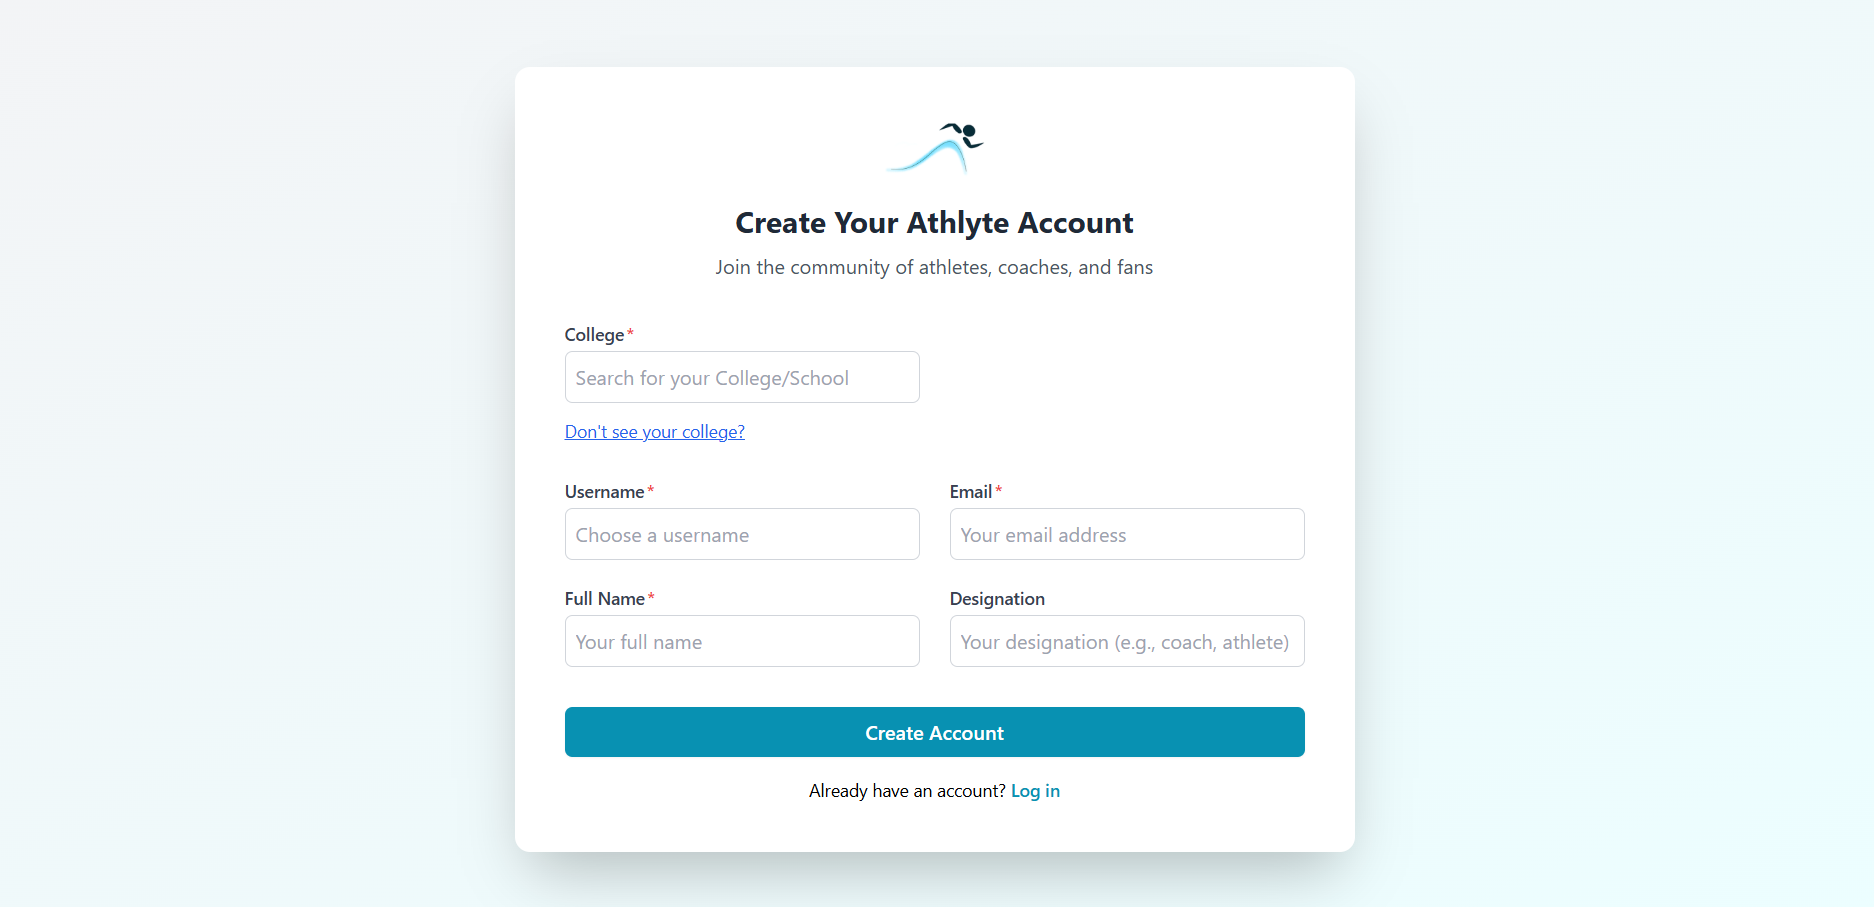 Create Your Athlyte Account
Join the community of athletes, coaches, and fans
College*
Search for your College/School
Don't see your college?
Username*
Choose a username
Email*
Your email address
Full Name*
Your full name
Designation
Your designation (e.g., coach, athlete)
Create Account
Already have an account? Log in